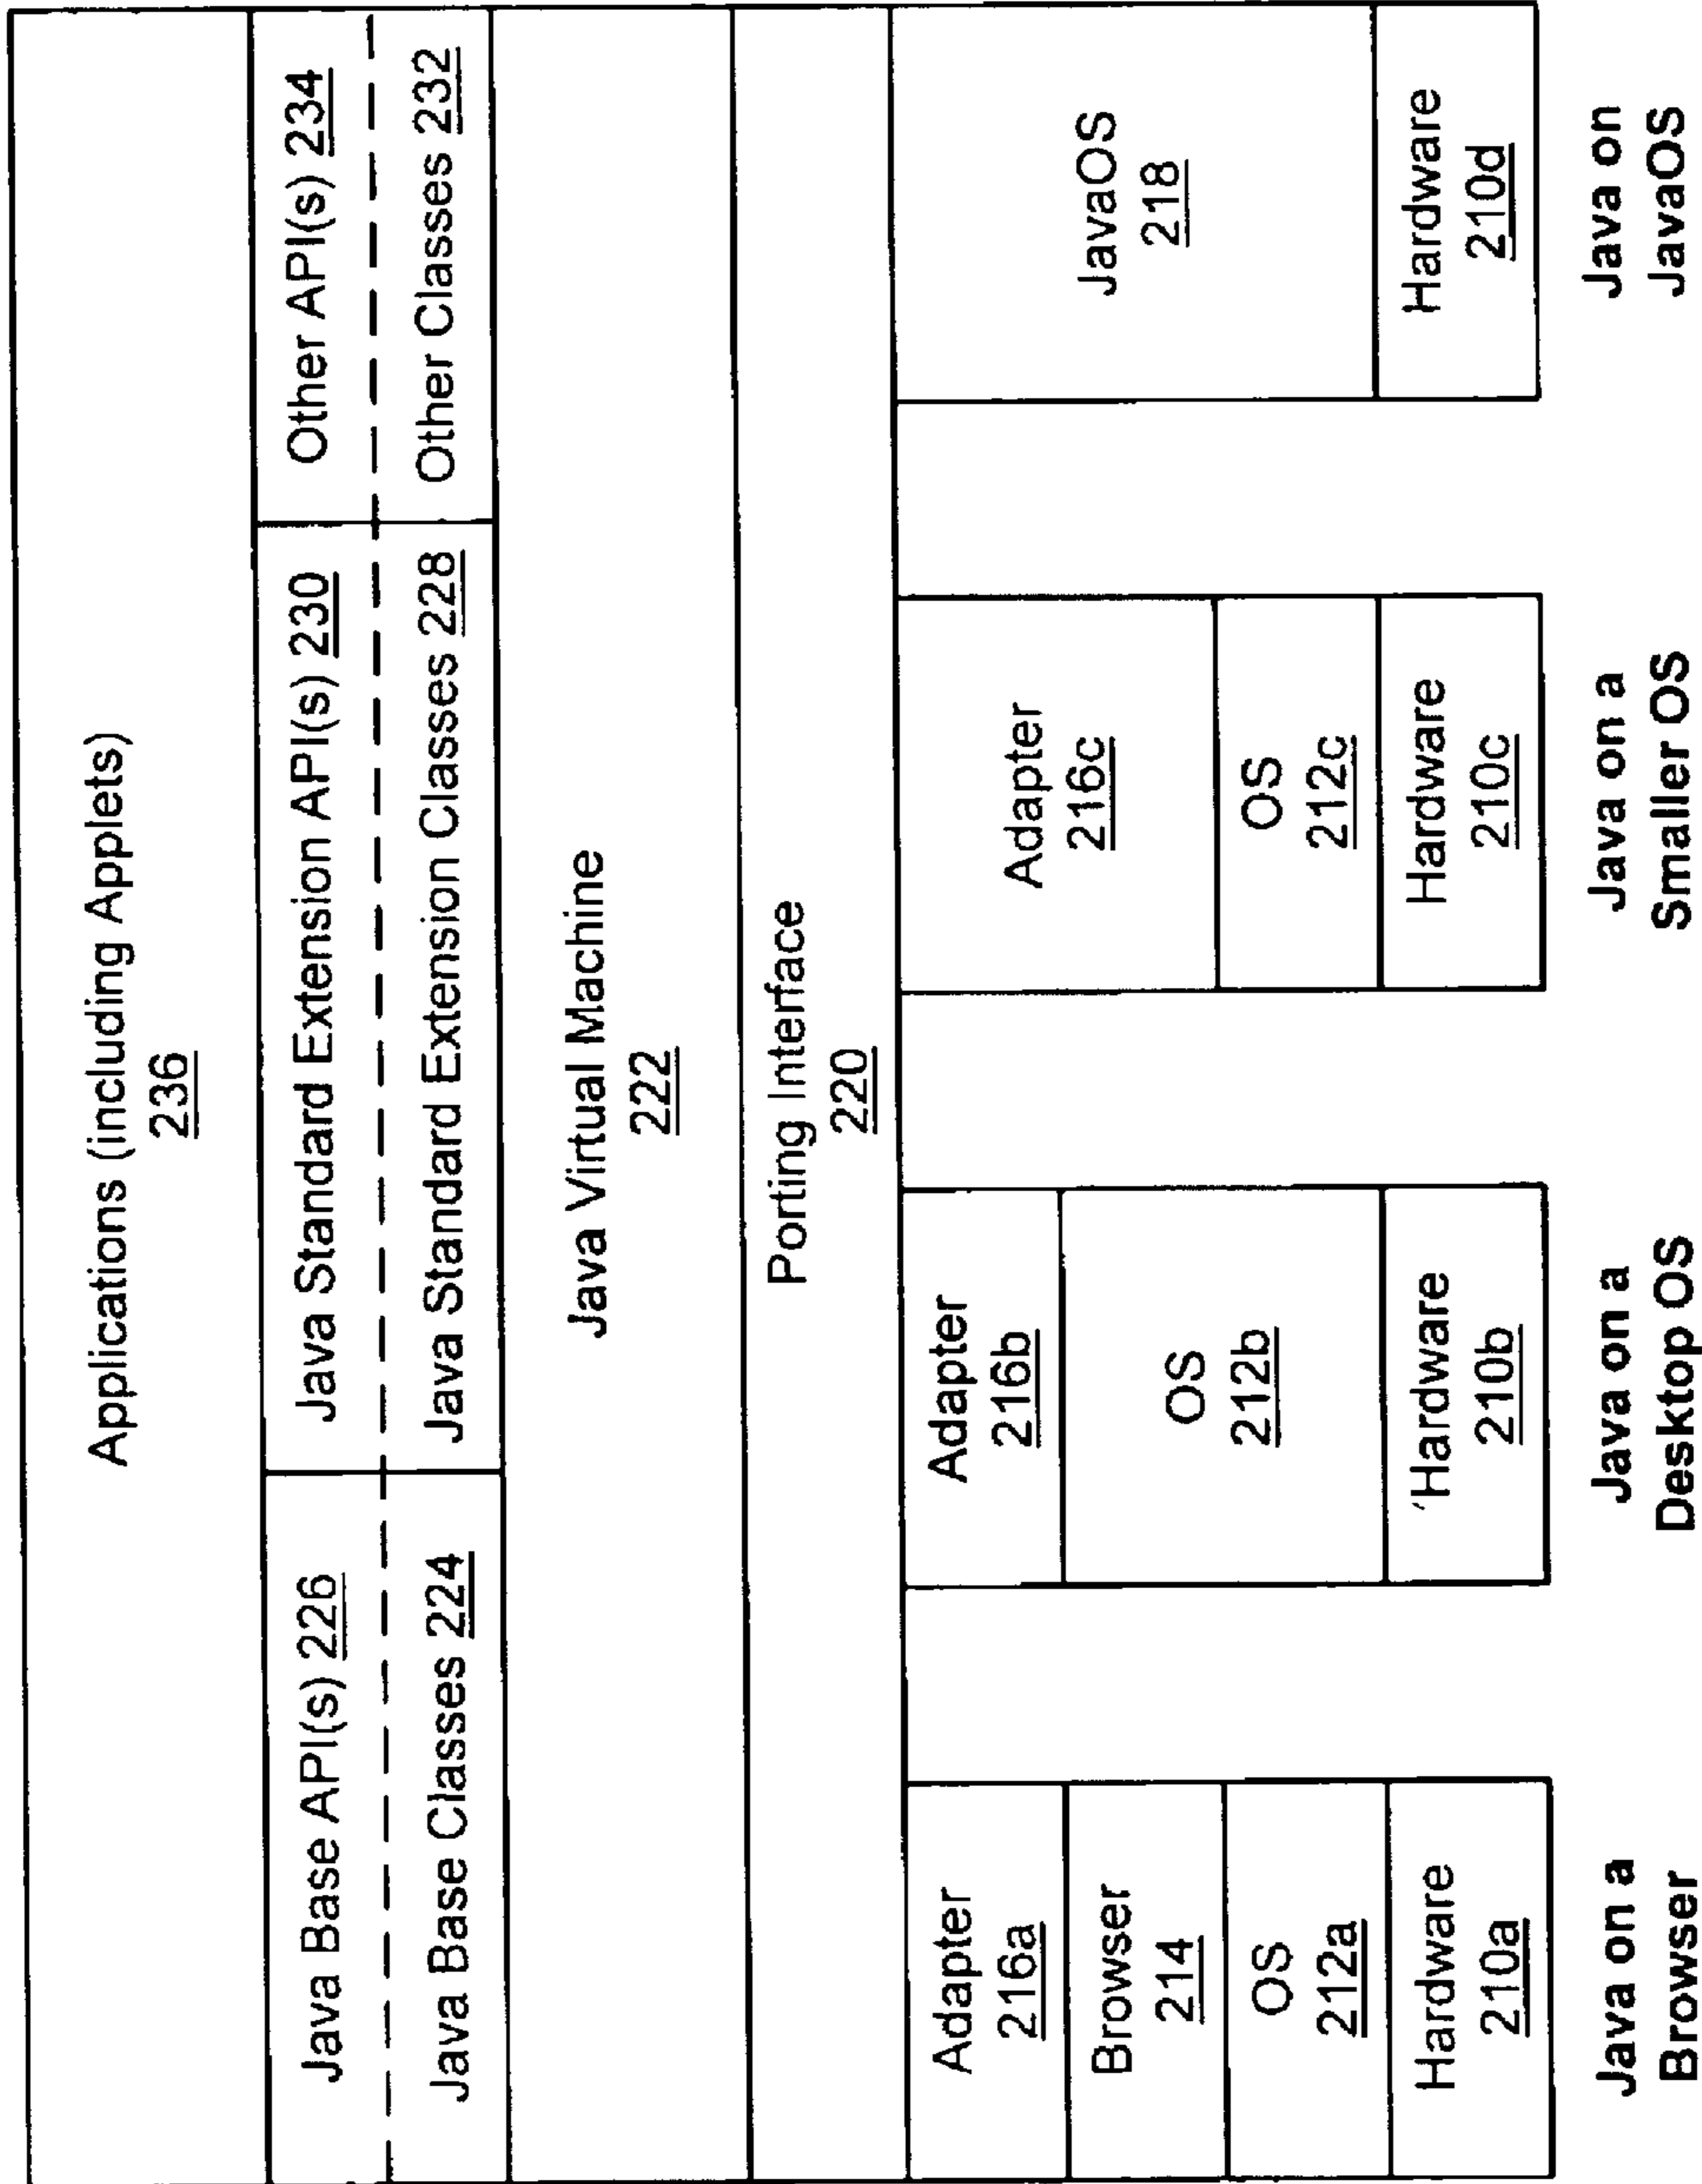 Applications (including Applets)
236
Java Base API(s) 226
Java Standard Extension API(s) 230
Other API(s) 234
Java Base Classes 224
Java Standard Extension Classes 228
Other Classes 232
Java Virtual Machine
222
Porting Interface
220
Adapter
216a
Browser
214
OS
212a
Hardware
210a
Java on a
Browser
Adapter
216b
OS
212b
Hardware
210b
Java on a
Desktop OS
Adapter
216c
OS
212c
Hardware
210c
Java on a
Smaller OS
JavaOS
218
Hardware
210d
Java on
JavaOS